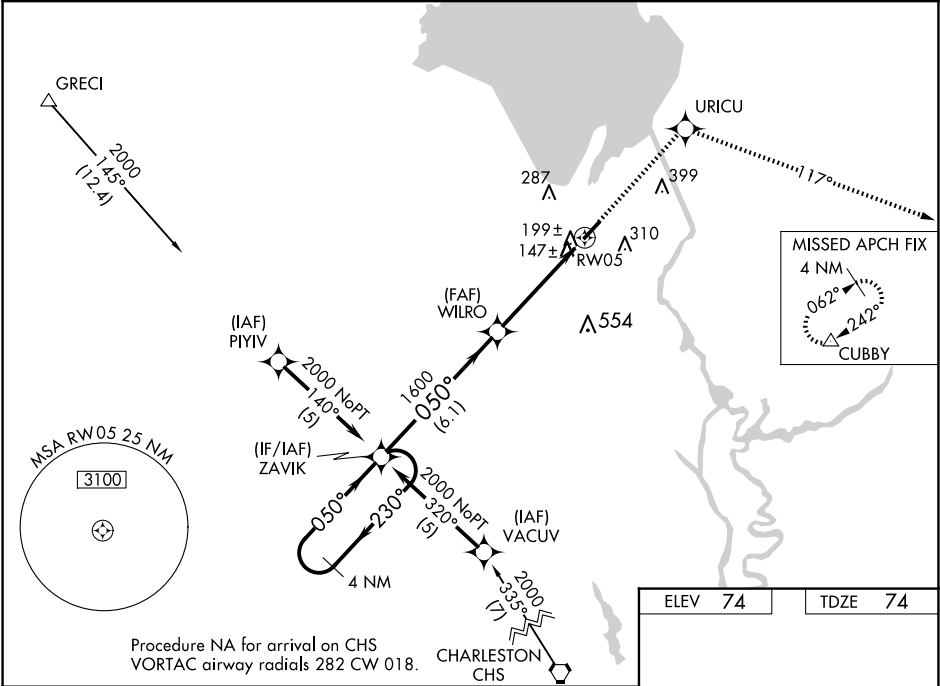 GRECI
2000
145°
(12.4)
URICU
117°
287
399
199±
147±
310
RW05
MISSED APCH FIX
4 NM
062°
242°
CUBBY
(FAF)
WILRO
554
(IAF)
PIYIV
2000 NoPT
140°
(5)
1600
050°
(6.1)
MSA RW05 25 NM
3100
(IF/IAF)
ZAVIK
050°
230°
4 NM
2000 NoPT
320°
(5)
(IAF)
VACUV
2000
335°
(7)
CHARLESTON
CHS
Procedure NA for arrival on CHS
VORTAC airway radials 282 CW 018.
ELEV 74
TDZE 74